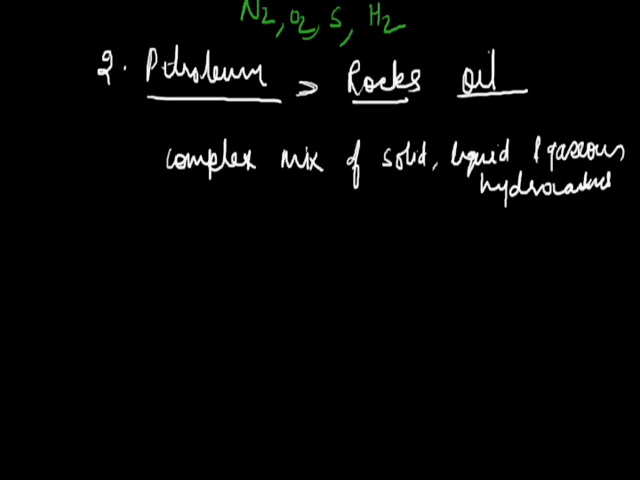 N2, O2, S, H2
2. Petroleum > Rocks Oil
complex mix of solid, liquid & gaseous
hydrocarbons